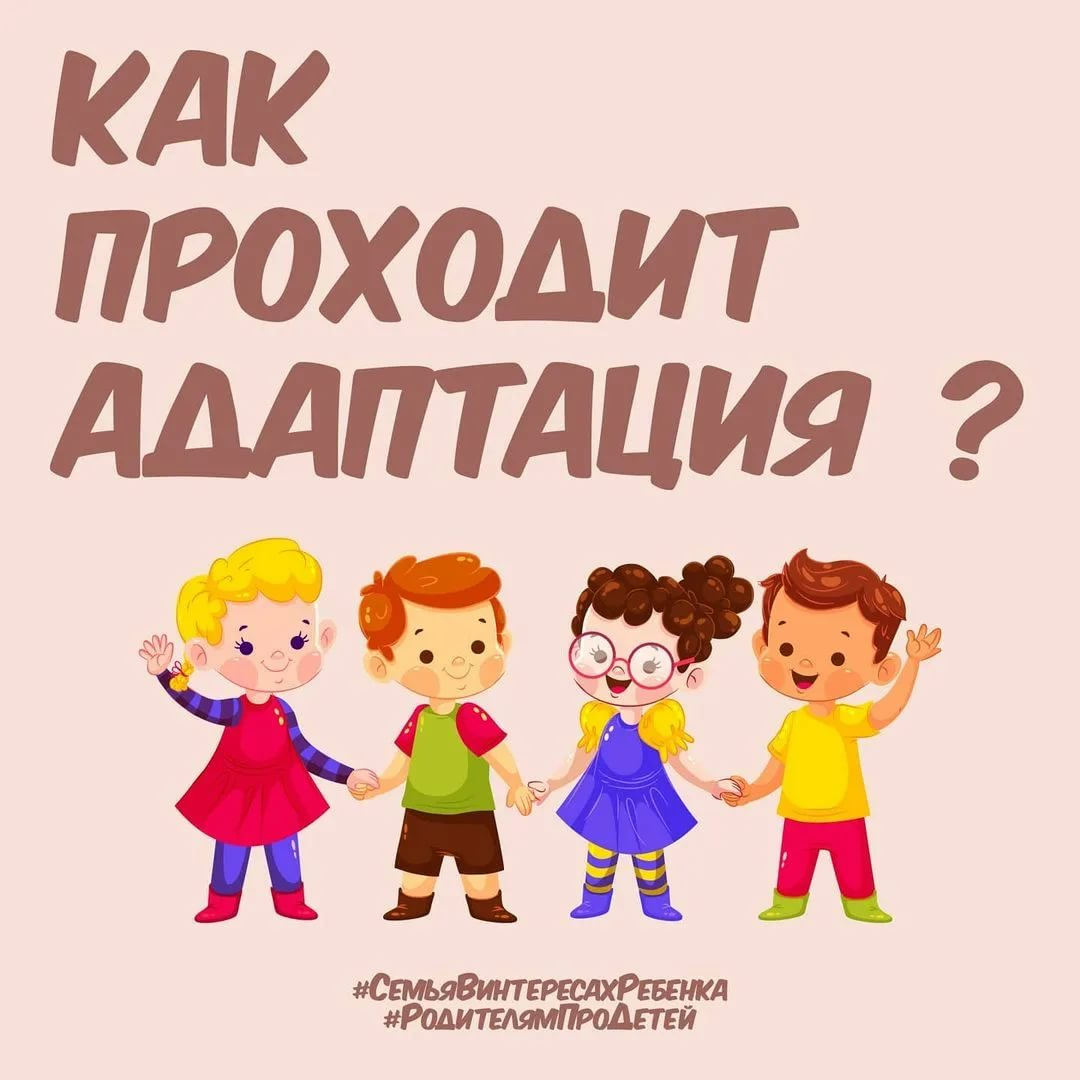 КАК
ПРОХОДИТ
АДАПТАЦИЯ ?
#СемьяВинтересахРебенка
#РодителямПроДетей